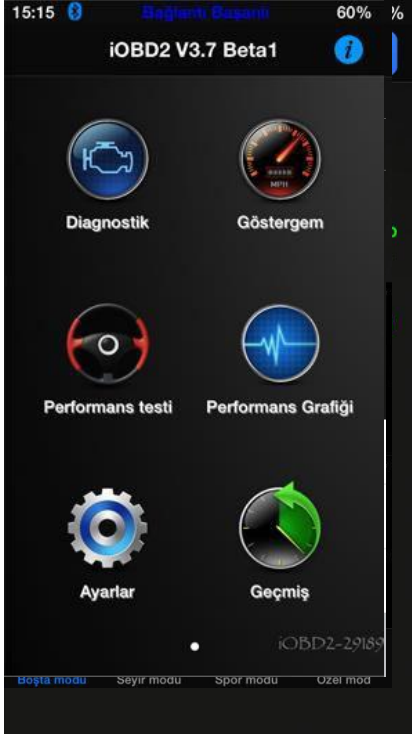 15:15 Bağlantı Başarılı 60% %
iOBD2 V3.7 Beta1 i
Diagnostik Göstergem
MPH
Performans testi Performans Grafiği
Ayarlar Geçmiş
iOBD2-29189
Boşta modu Seyir modu Spor modu Özel mod